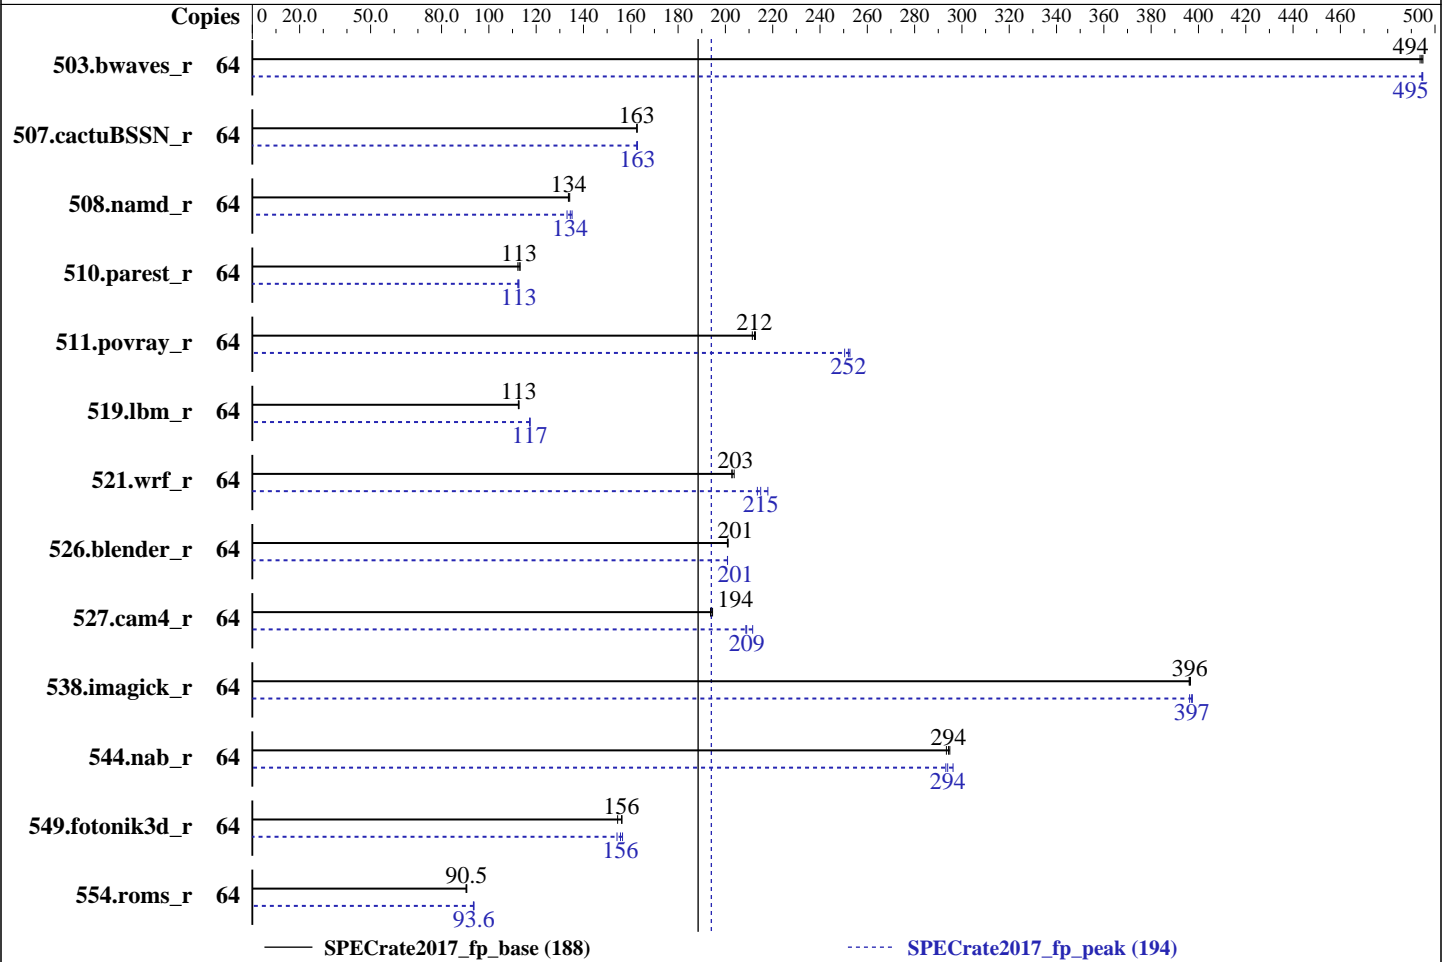 Copies 0 20.0 50.0 80.0 100 120 140 160 180 200 220 240 260 280 300 320 340 360 380 400 420 440 460 500
494
503.bwaves_r 64
495
163
507.cactuBSSN_r 64
163
134
508.namd_r 64
134
113
510.parest_r 64
113
212
511.povray_r 64
252
113
519.lbm_r 64
117
203
521.wrf_r 64
215
201
526.blender_r 64
201
194
527.cam4_r 64
209
396
538.imagick_r 64
397
294
544.nab_r 64
294
156
549.fotonik3d_r 64
156
90.5
554.roms_r 64
93.6
SPECrate2017_fp_base (188) SPECrate2017_fp_peak (194)